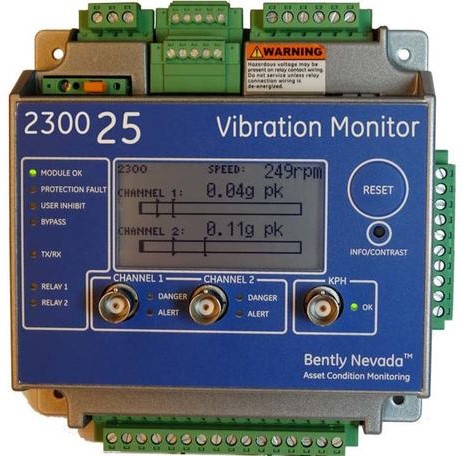 WARNING
Hazardous voltage may be
present on relay contact wiring.
Do not service unless relay
connection wiring is
de-energized.
2300 25 Vibration Monitor
MODULE OK
PROTECTION FAULT
USER INHIBIT
BYPASS
TX/RX
RELAY 1
RELAY 2
2300 SPEED: 249rpm
CHANNEL 1: 0.04g pk
CHANNEL 2: 0.11g pk
RESET
INFO/CONTRAST
CHANNEL 1 CHANNEL 2 KPH
DANGER DANGER OK
ALERT ALERT
Bently Nevada™
Asset Condition Monitoring